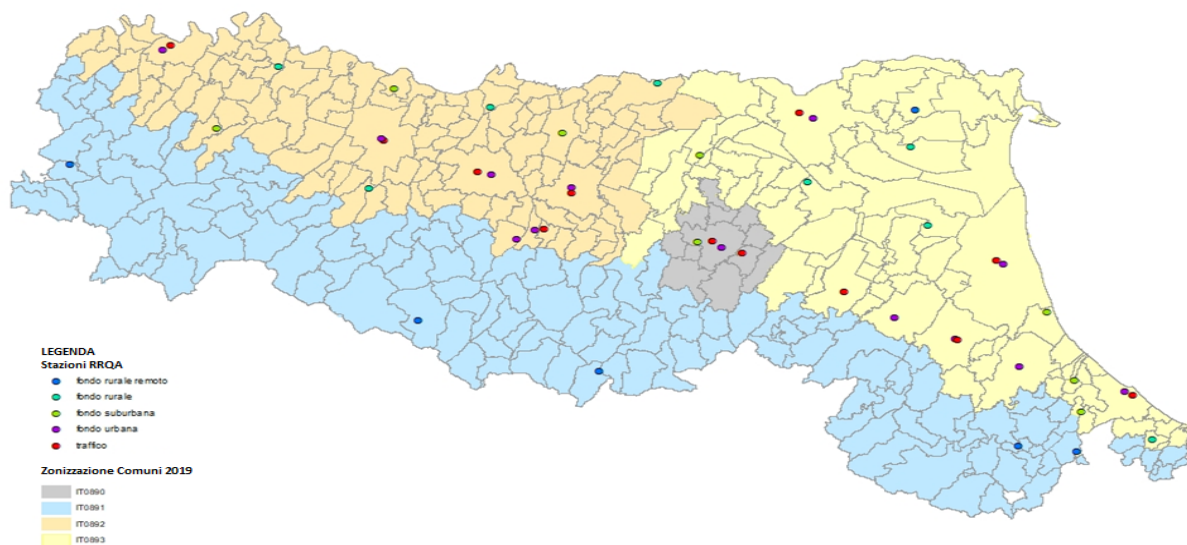 LEGENDA
Stazioni RRQA
fondo rurale remoto
fondo rurale
fondo suburbana
fondo urbana
traffico
Zonizzazione Comuni 2019
IT0890
IT0891
IT0892
IT0893